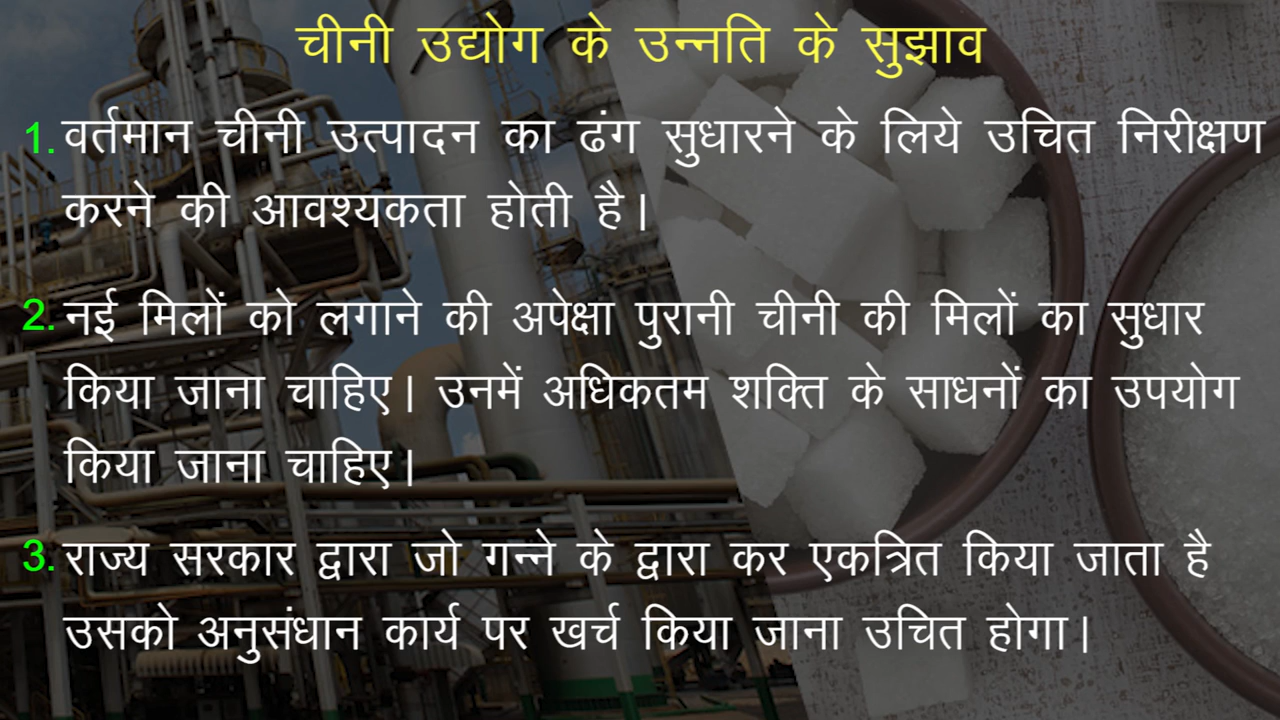 चीनी उद्योग के उन्नति के सुझाव
1. वर्तमान चीनी उत्पादन का ढंग सुधारने के लिये उचित निरीक्षण
करने की आवश्यकता होती है।
2. नई मिलों को लगाने की अपेक्षा पुरानी चीनी की मिलों का सुधार
किया जाना चाहिए। उनमें अधिकतम शक्ति के साधनों का उपयोग
किया जाना चाहिए।
3. राज्य सरकार द्वारा जो गन्ने के द्वारा कर एकत्रित किया जाता है
उसको अनुसंधान कार्य पर खर्च किया जाना उचित होगा।